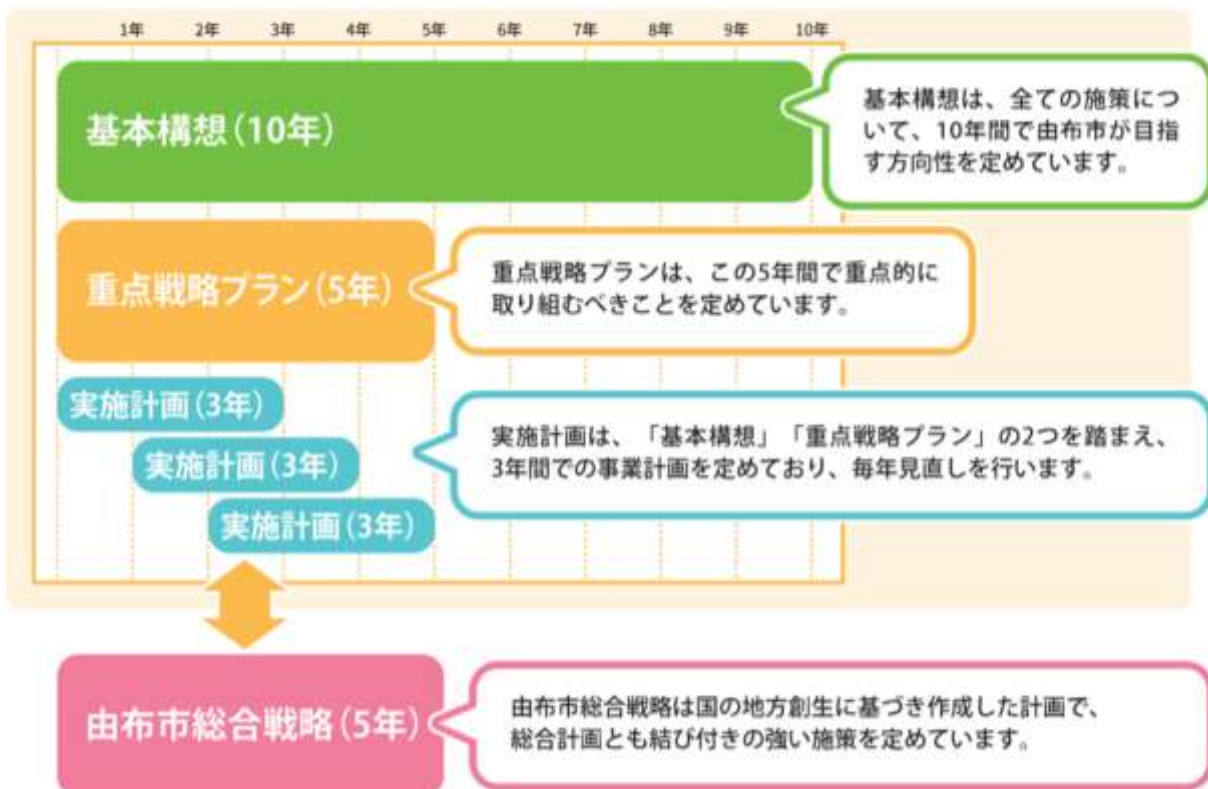 1年 2年 3年 4年 5年 6年 7年 8年 9年 10年
基本構想(10年)
基本構想は、全ての施策につ
いて、10年間で由布市が目指
す方向性を定めています。
重点戦略プラン(5年)
重点戦略プランは、この5年間で重点的に
取り組むべきことを定めています。
実施計画(3年)
実施計画(3年)
実施計画(3年)
実施計画は、「基本構想」「重点戦略プラン」の2つを踏まえ、
3年間での事業計画を定めており、毎年見直しを行います。
由布市総合戦略(5年)
由布市総合戦略は国の地方創生に基づき作成した計画で、
総合計画とも結び付きの強い施策を定めています。